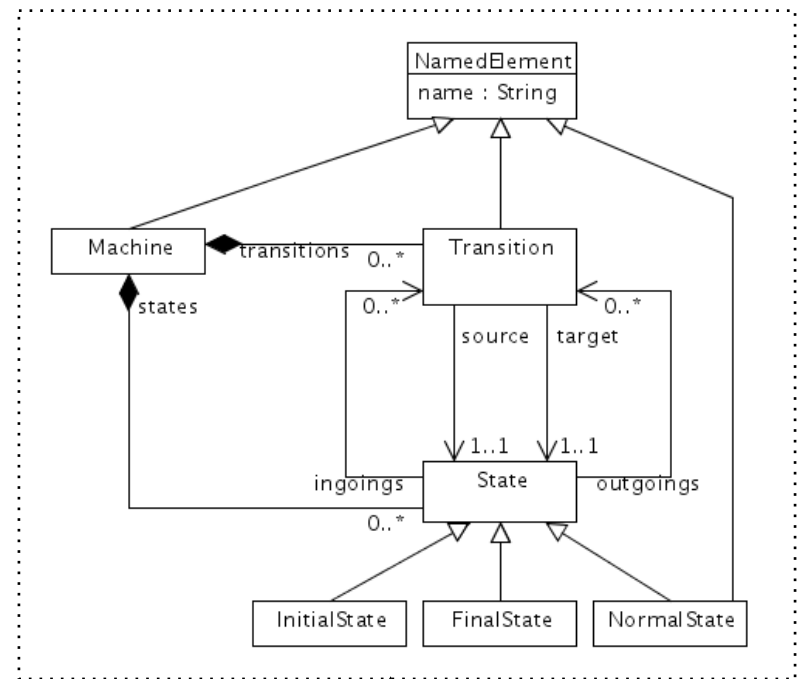 NamedElement
name : String
Machine
transitions
0..*
Transition
states
0..*
0..*
source
target
1..1
1..1
ingoings
State
outgoings
0..*
InitialState
FinalState
NormalState